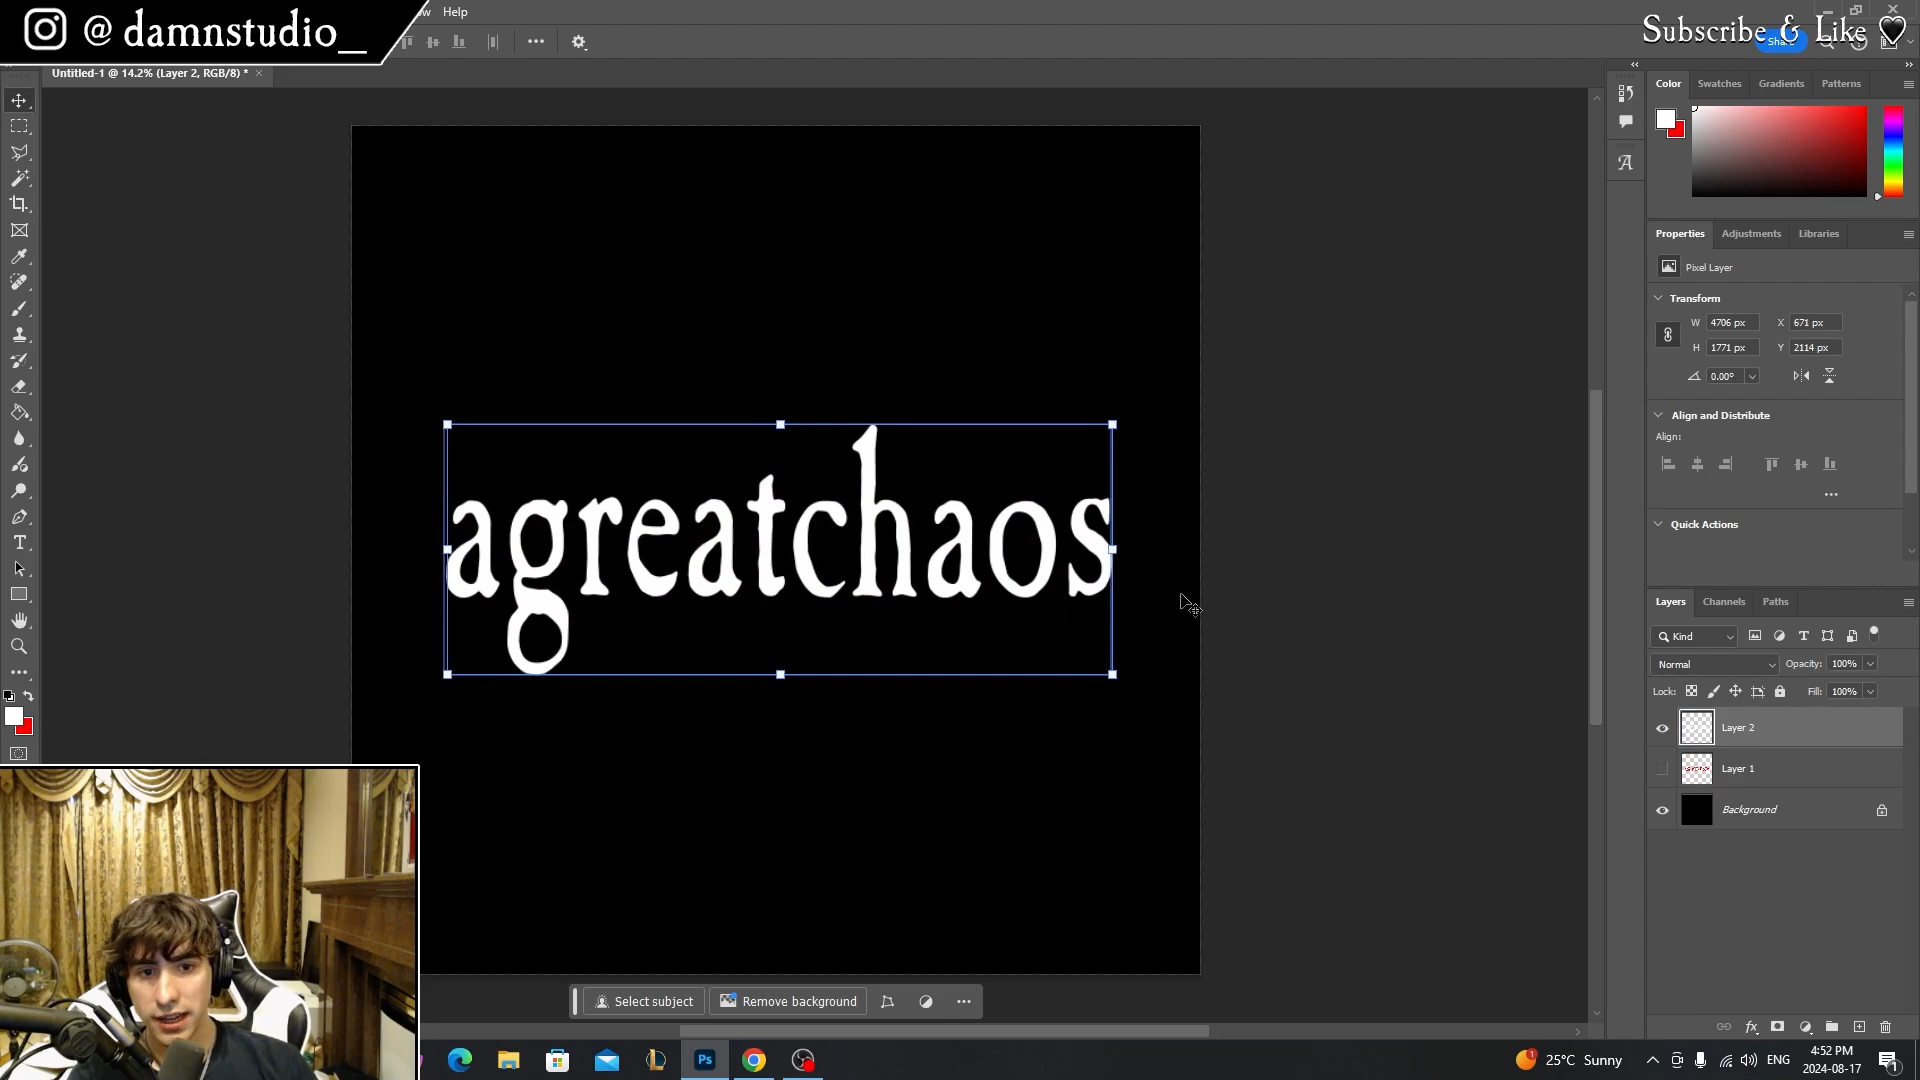 @ damnstudio_
Help
Subscribe & Like
Share
Untitled-1 @ 14.2% (Layer 2, RGB/8) *
Color
Swatches
Gradients
Patterns
Properties
Adjustments
Libraries
Pixel Layer
Transform
W 4706 px X 671 px
H 1771 px Y 2114 px
0.00°
Align and Distribute
Align:
Quick Actions
agreatchaos
Layers
Channels
Paths
Kind
Normal
Opacity: 100%
Lock:
Fill: 100%
Layer 2
Layer 1
Background
Select subject
Remove background
Ps
25°C Sunny
ENG
4:52 PM
2024-08-17